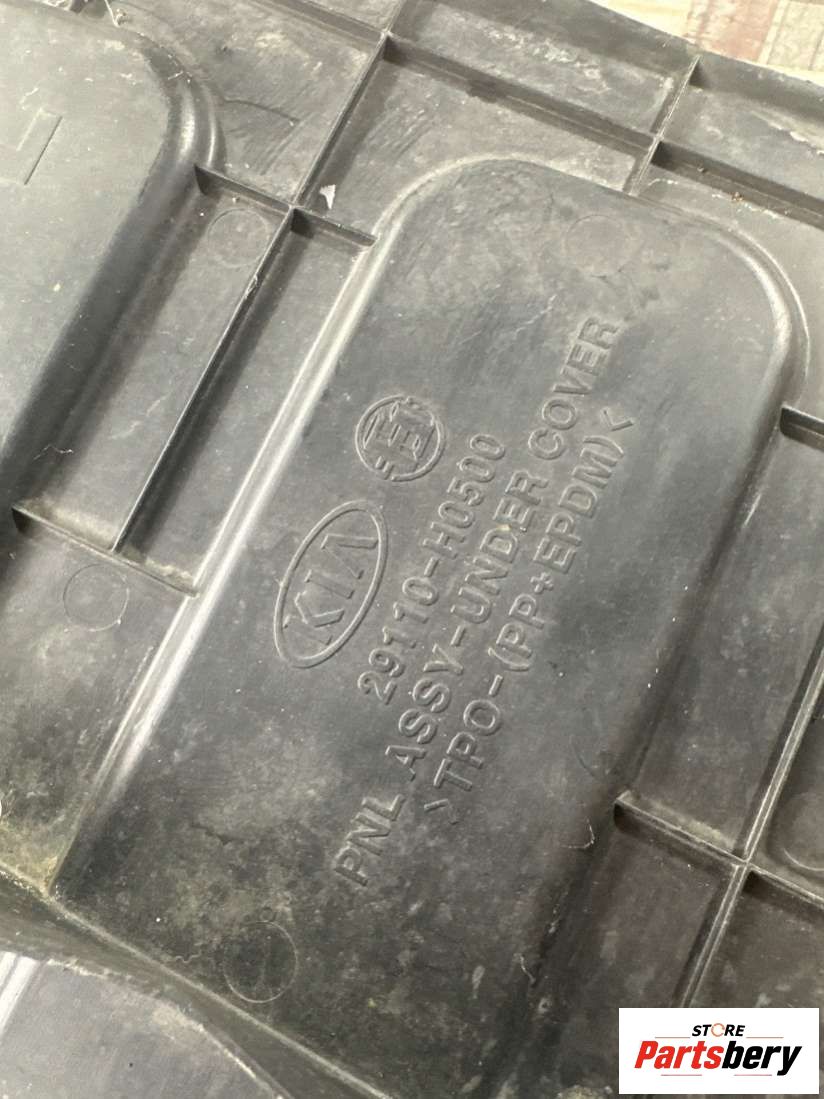 KIA
29110-H0500
PNL ASSY-UNDER COVER
>TPO-(PP+EPDM)<
STORE
Partsbery